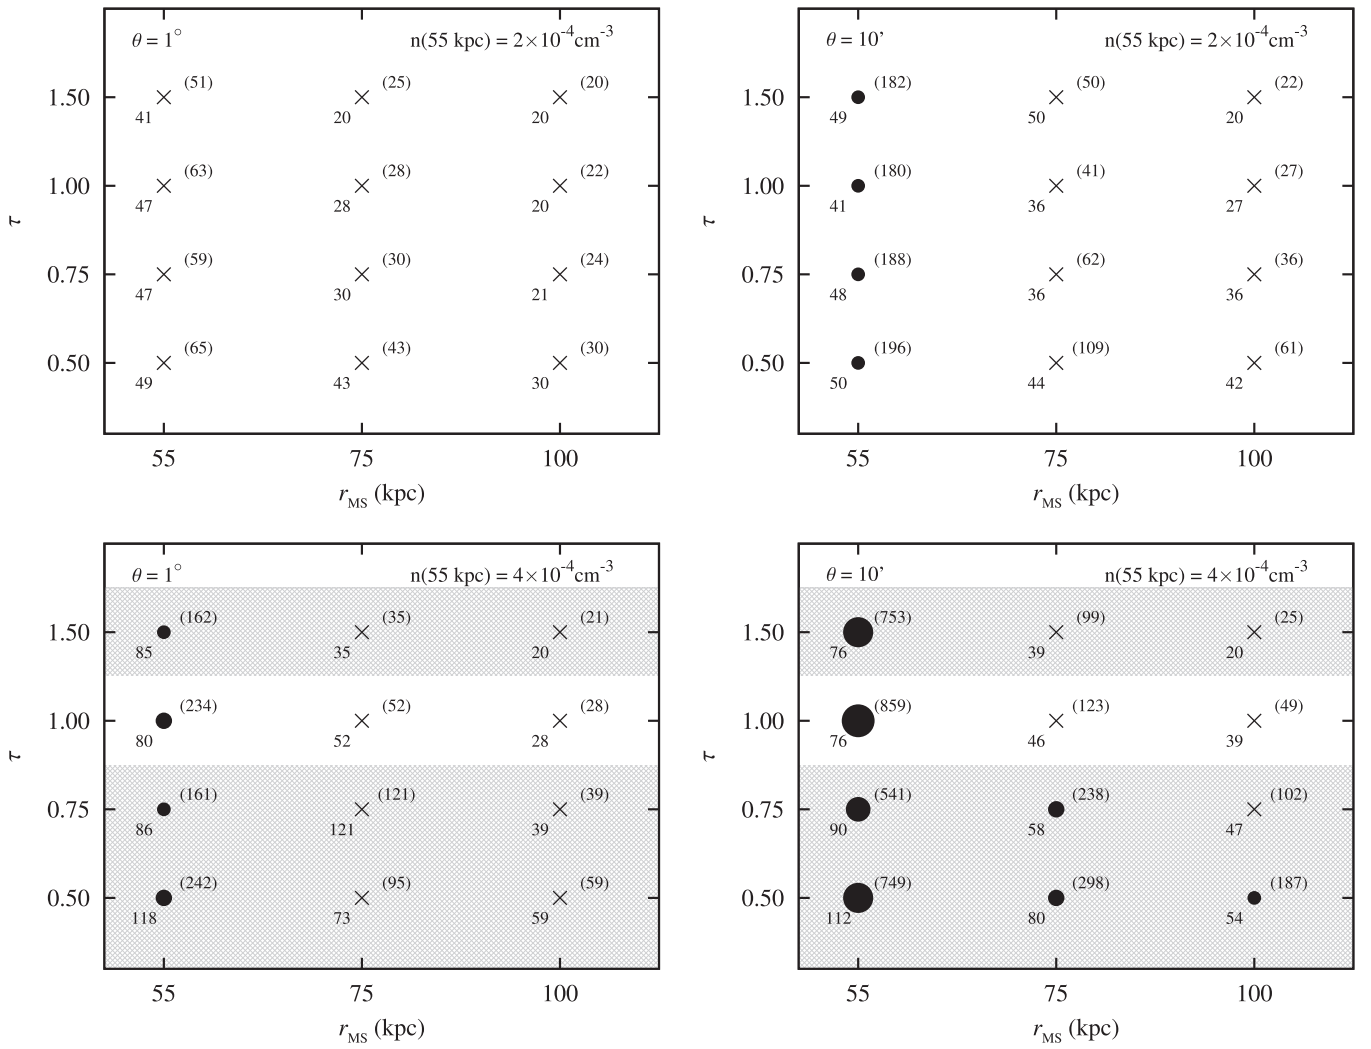 θ = 1° n(55 kpc) = 2×10⁻⁴cm⁻³
1.50 (51) (25) (20)
41 20 20
1.00 (63) (28) (22)
47 28 20
τ
0.75 (59) (30) (24)
47 30 21
0.50 (65) (43) (30)
49 43 30
55 75 100
r_MS (kpc)
θ = 10' n(55 kpc) = 2×10⁻⁴cm⁻³
1.50 (182) (50) (22)
49 50 20
1.00 (180) (41) (27)
41 36 27
τ
0.75 (188) (62) (36)
48 36 36
0.50 (196) (109) (61)
50 44 42
55 75 100
r_MS (kpc)
θ = 1° n(55 kpc) = 4×10⁻⁴cm⁻³
1.50 (162) (35) (21)
85 35 20
1.00 (234) (52) (28)
80 52 28
τ
0.75 (161) (121) (39)
86 121 39
0.50 (242) (95) (59)
118 73 59
55 75 100
r_MS (kpc)
θ = 10' n(55 kpc) = 4×10⁻⁴cm⁻³
1.50 (753) (99) (25)
76 39 20
1.00 (859) (123) (49)
76 46 39
τ
0.75 (541) (238) (102)
90 58 47
0.50 (749) (298) (187)
112 80 54
55 75 100
r_MS (kpc)